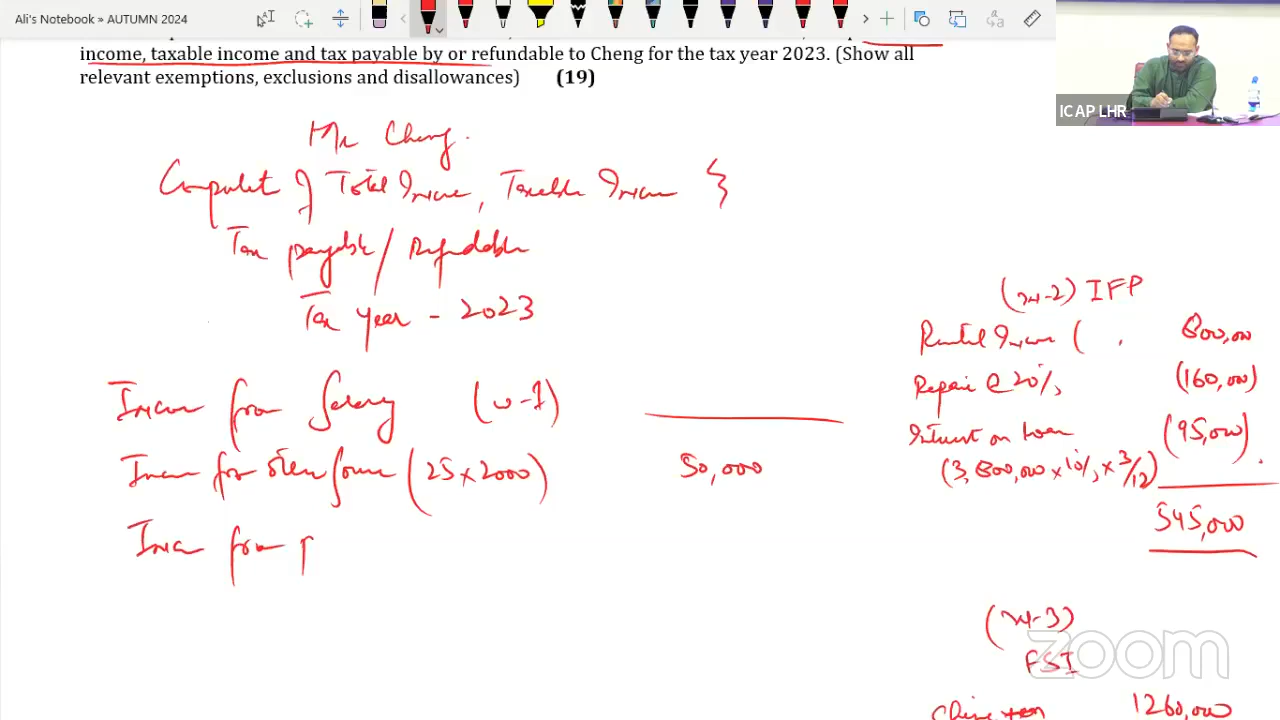 Ali's Notebook » AUTUMN 2024
income, taxable income and tax payable by or refundable to Cheng for the tax year 2023. (Show all
relevant exemptions, exclusions and disallowances) (19)
ICAP LHR
Mr Cheng.
Computat of Total Income, Taxable Income }
Tax payable/Refundable
Tax year - 2023
Income from Salary (w-1)
Income from other source (25 x 2000) 50,000
Income from p
(w-2) IFP
Rental Income ( , 800,000
Repair @ 20% (160,000)
Interest on loan (95,000)
(3,800,000 x 10% x 3/12)
545,000
(w-3)
FSI
1260,000
zoom